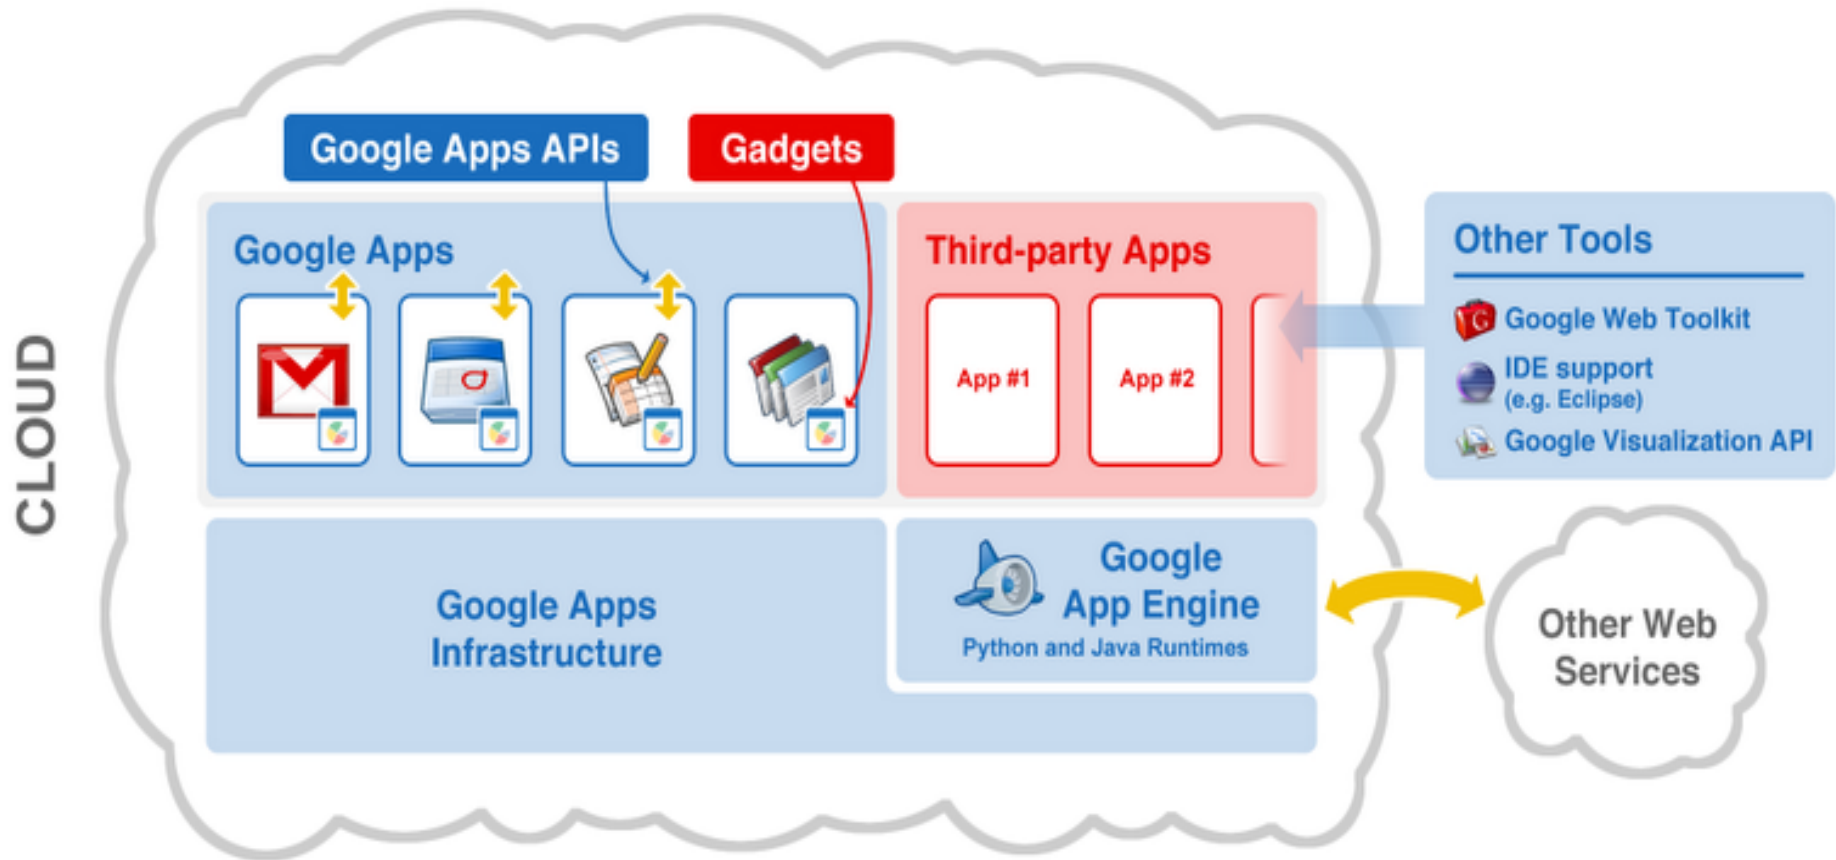 CLOUD
Google Apps APIs
Gadgets
Google Apps
Third-party Apps
App #1
App #2
Other Tools
G
Google Web Toolkit
IDE support
(e.g. Eclipse)
Google Visualization API
Google Apps
Infrastructure
Google
App Engine
Python and Java Runtimes
Other Web
Services